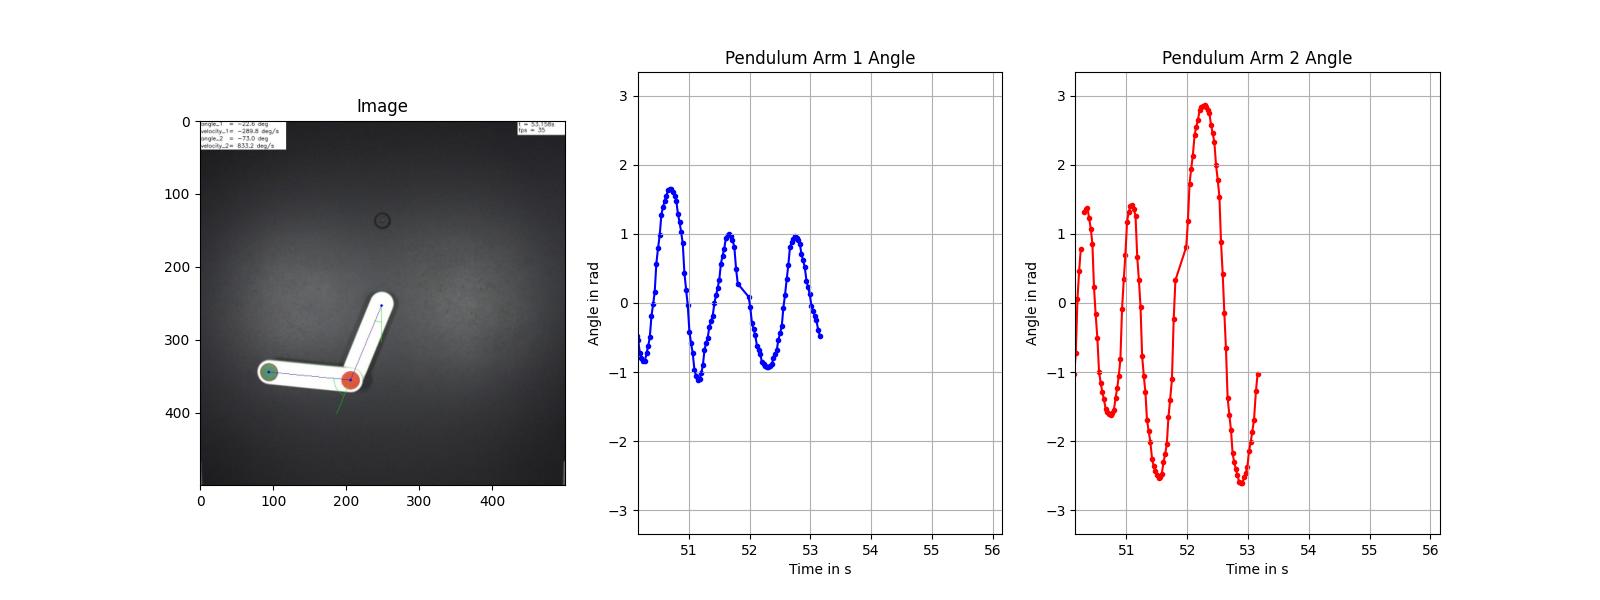 Image
angle_1 = -22.6 deg
velocity_1= -289.8 deg/s
angle_2 = -73.0 deg
velocity_2= 833.2 deg/s
t = 53.158s
fps = 35
0
100
200
300
400
0 100 200 300 400
Pendulum Arm 1 Angle
Angle in rad
3
2
1
0
−1
−2
−3
51 52 53 54 55 56
Time in s
Pendulum Arm 2 Angle
Angle in rad
3
2
1
0
−1
−2
−3
51 52 53 54 55 56
Time in s